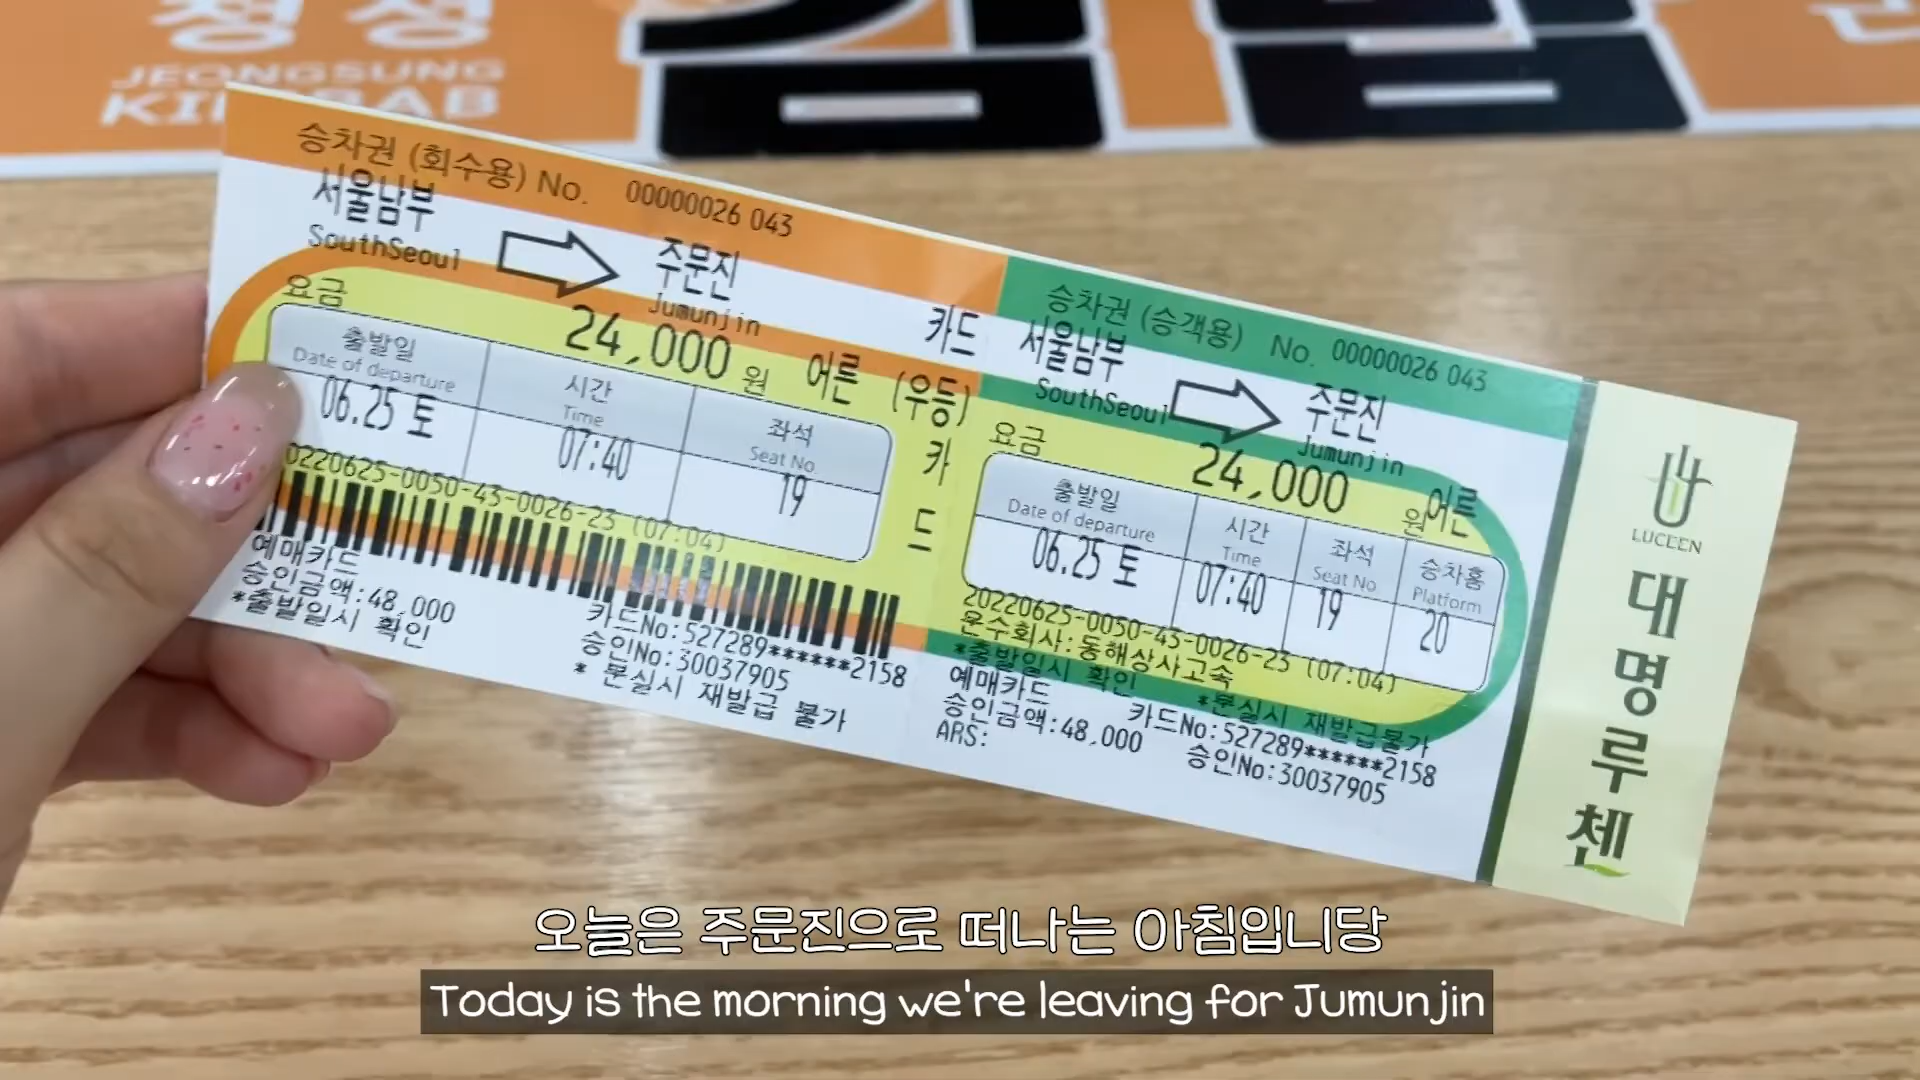 정성
JEONGSUNG
승차권 (회수용) No. 00000026 043
서울남부
SouthSeoul
주문진
Jumunjin
카드
요금
24,000 원 어른 (우등)
출발일
Date of departure
시간
Time
좌석
Seat No.
06.25 토
07:40
19
카
드
0220625-0050-43-0026-23 (07:04)
예매카드
승인금액:48,000
*출발일시 확인
카드No:527289******2158
승인No:30037905
* 분실시 재발급 불가
승차권 (승객용) No. 00000026 043
서울남부
SouthSeoul
주문진
Jumunjin
요금
24,000 원 어른
출발일
Date of departure
시간
Time
좌석
Seat No.
승차홈
Platform
06.25 토
07:40
19
20
20220625-0050-43-0026-23 (07:04)
운수회사:동해상사고속
*출발일시 확인 *분실시 재발급불가
예매카드 카드No:527289******2158
승인금액:48,000 승인No:30037905
ARS:
LUCEEN
대명루첸
오늘은 주문진으로 떠나는 아침입니당
Today is the morning we're leaving for Jumunjin